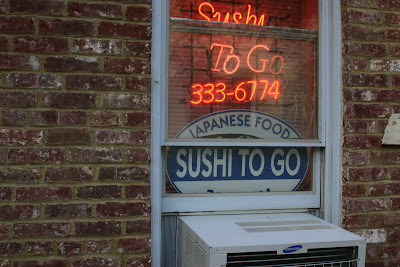 Sushi
To Go
333-6774
JAPANESE FOOD
SUSHI TO GO
SAMSUNG